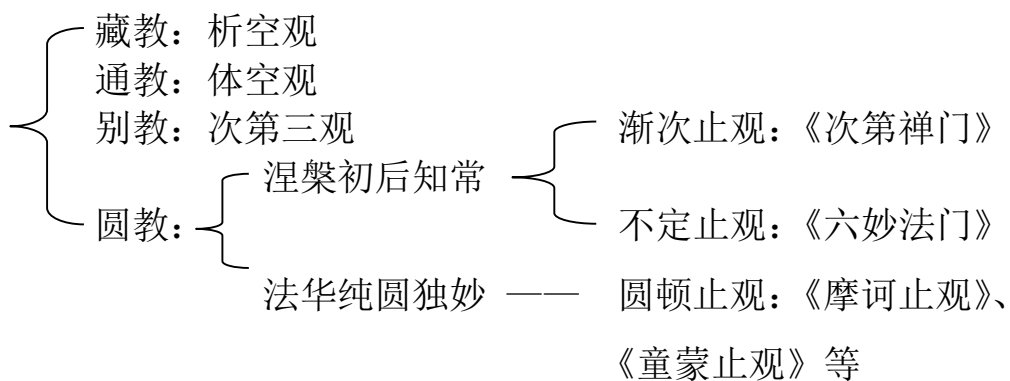 藏教：析空观
通教：体空观
别教：次第三观
渐次止观：《次第禅门》
涅槃初后知常
圆教：
不定止观：《六妙法门》
法华纯圆独妙 —— 圆顿止观：《摩诃止观》、
《童蒙止观》等